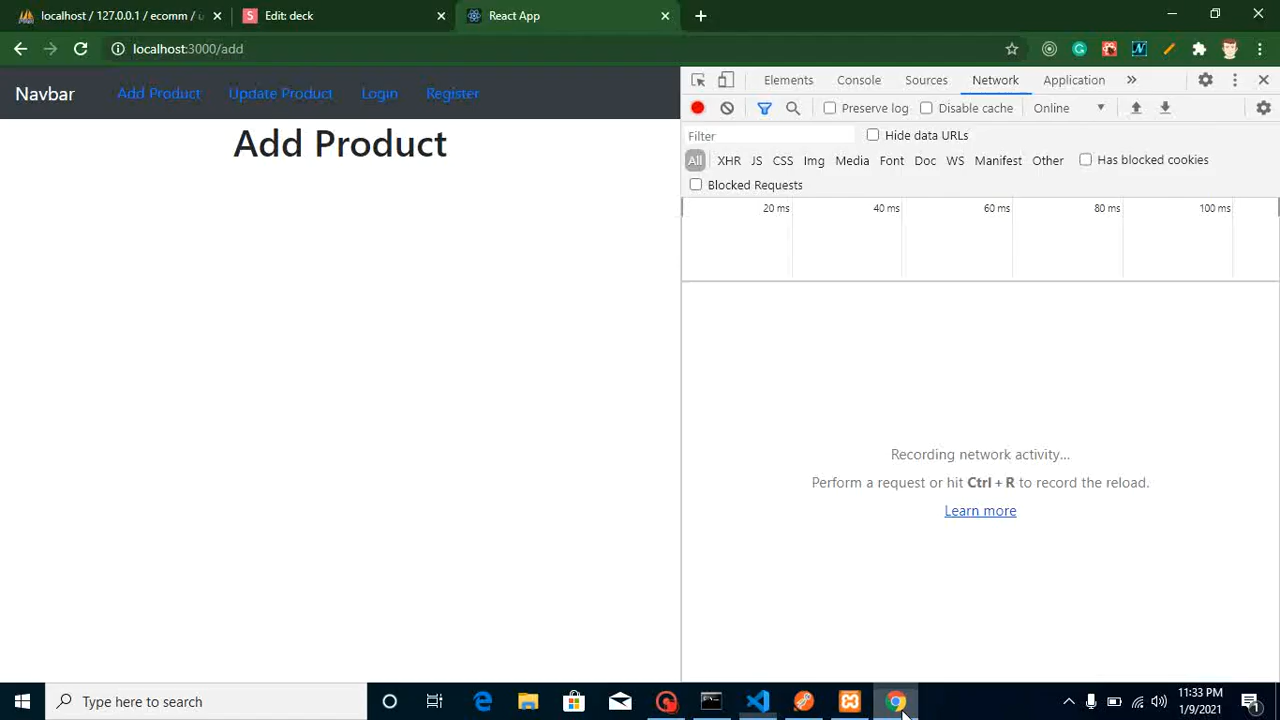 localhost / 127.0.0.1 / ecomm / u
Edit: deck
React App
localhost:3000/add
Navbar Add Product Update Product Login Register
Add Product
Elements Console Sources Network Application
Preserve log Disable cache Online
Filter Hide data URLs
All XHR JS CSS Img Media Font Doc WS Manifest Other Has blocked cookies
Blocked Requests
20 ms 40 ms 60 ms 80 ms 100 ms
Recording network activity...
Perform a request or hit Ctrl + R to record the reload.
Learn more
Type here to search
11:33 PM
1/9/2021